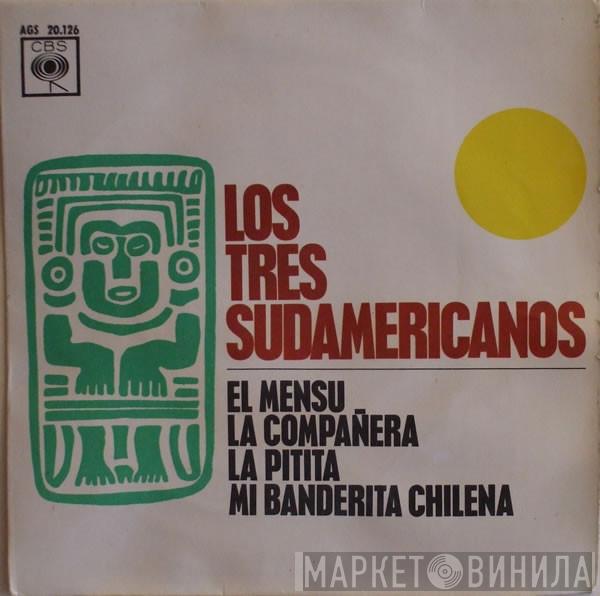 AGS 20.126
CBS
LOS
TRES
SUDAMERICANOS
EL MENSU
LA COMPAÑERA
LA PITITA
MI BANDERITA CHILENA
МАРКЕТ ВИНИЛА